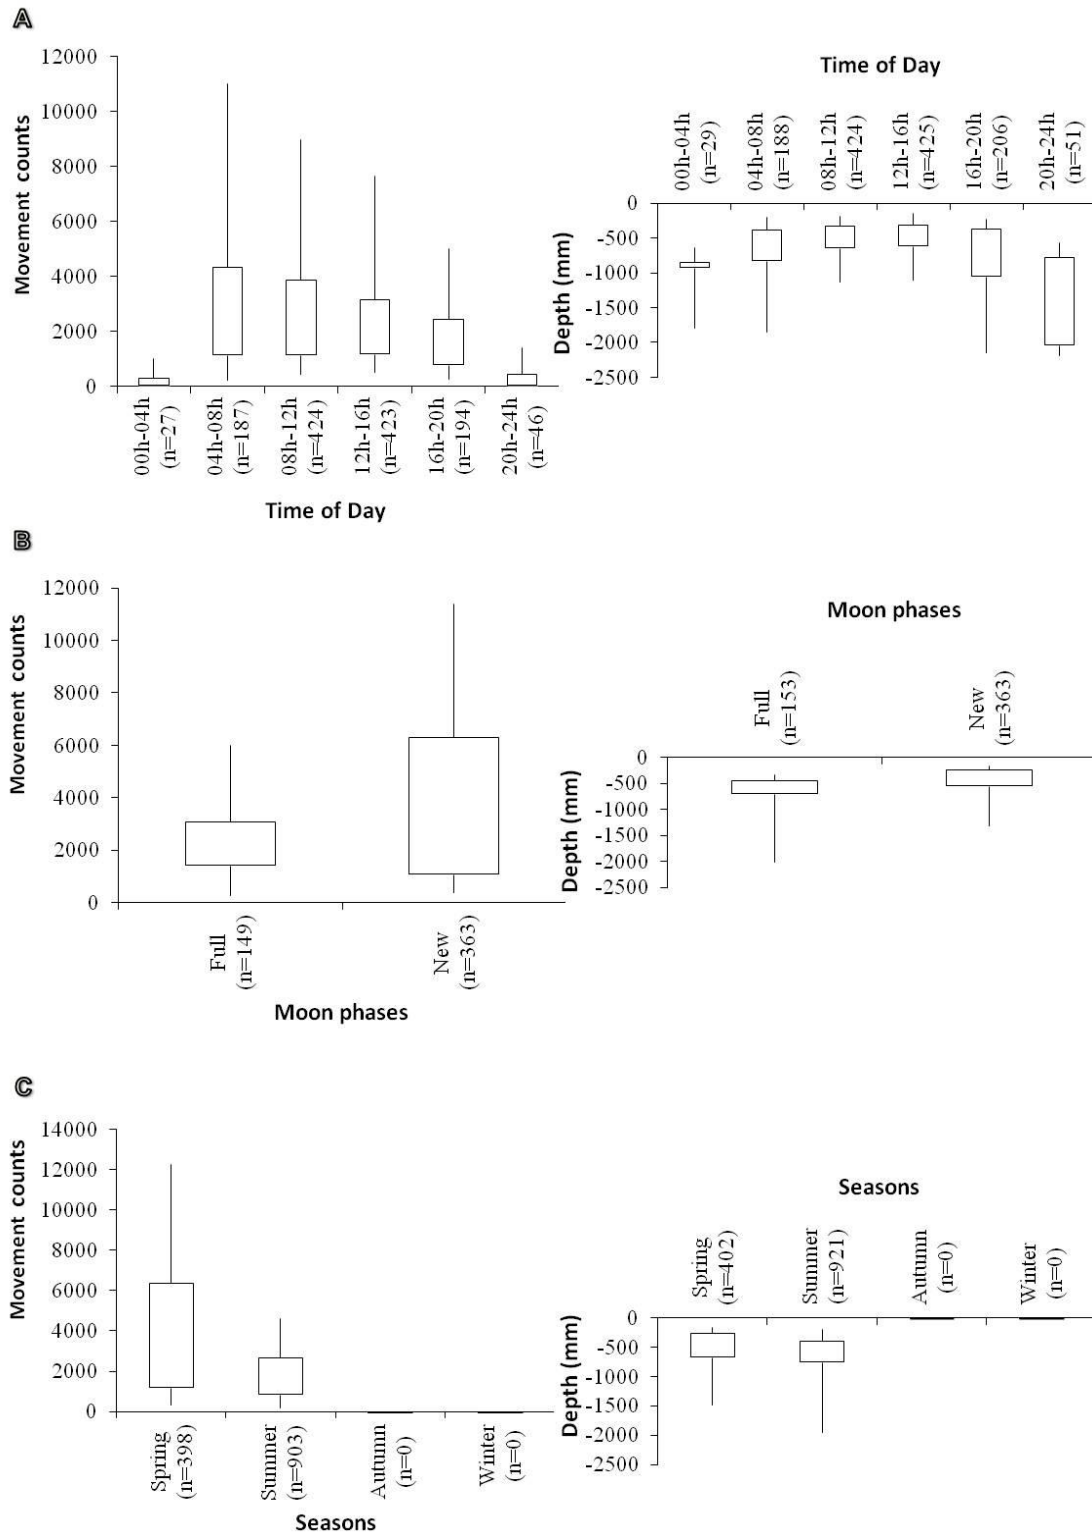 A
12000
10000
8000
6000
4000
2000
0
Movement counts
00h-04h
(n=27)
04h-08h
(n=187)
08h-12h
(n=424)
12h-16h
(n=423)
16h-20h
(n=194)
20h-24h
(n=46)
Time of Day
Time of Day
00h-04h
(n=29)
04h-08h
(n=188)
08h-12h
(n=424)
12h-16h
(n=425)
16h-20h
(n=206)
20h-24h
(n=51)
0
-500
-1000
-1500
-2000
-2500
Depth (mm)
B
12000
10000
8000
6000
4000
2000
0
Movement counts
Full
(n=149)
New
(n=363)
Moon phases
Moon phases
Full
(n=153)
New
(n=363)
0
-500
-1000
-1500
-2000
-2500
Depth (mm)
C
14000
12000
10000
8000
6000
4000
2000
0
Movement counts
Spring
(n=398)
Summer
(n=903)
Autumn
(n=0)
Winter
(n=0)
Seasons
Seasons
Spring
(n=402)
Summer
(n=921)
Autumn
(n=0)
Winter
(n=0)
0
-500
-1000
-1500
-2000
-2500
Depth (mm)